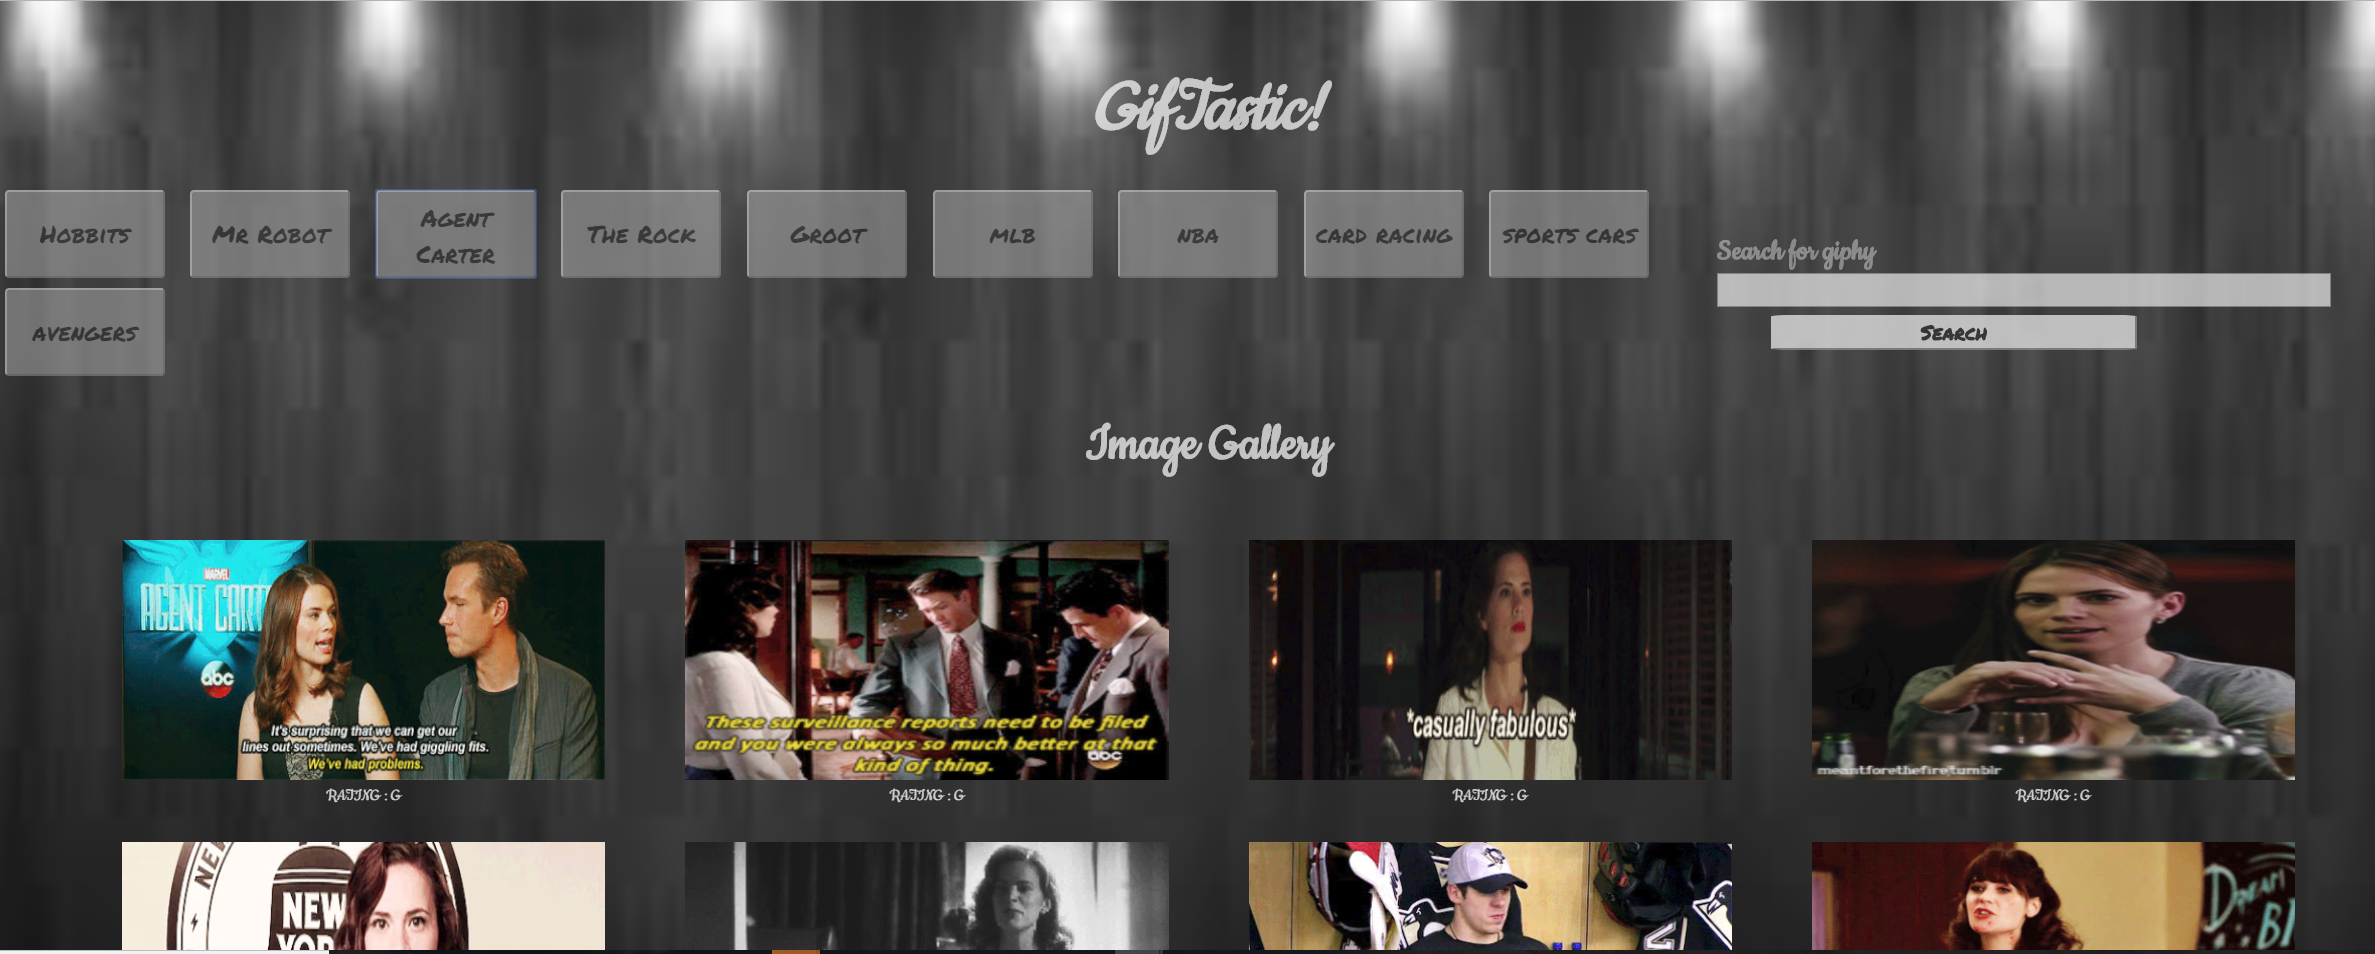 GifTastic!
Hobbits
Mr Robot
Agent
Carter
The Rock
Groot
MLB
NBA
card racing
sports cars
avengers
Search for giphy
Search
Image Gallery
MARVEL
AGENT CART
abc
It's surprising that we can get our
lines out sometimes. We've had giggling fits.
We've had problems.
RATING : G
These surveillance reports need to be filed
and you were always so much better at that
kind of thing.
abc
RATING : G
*casually fabulous*
RATING : G
meantforethefiretumblr
RATING : G
NE
NEW
YOR